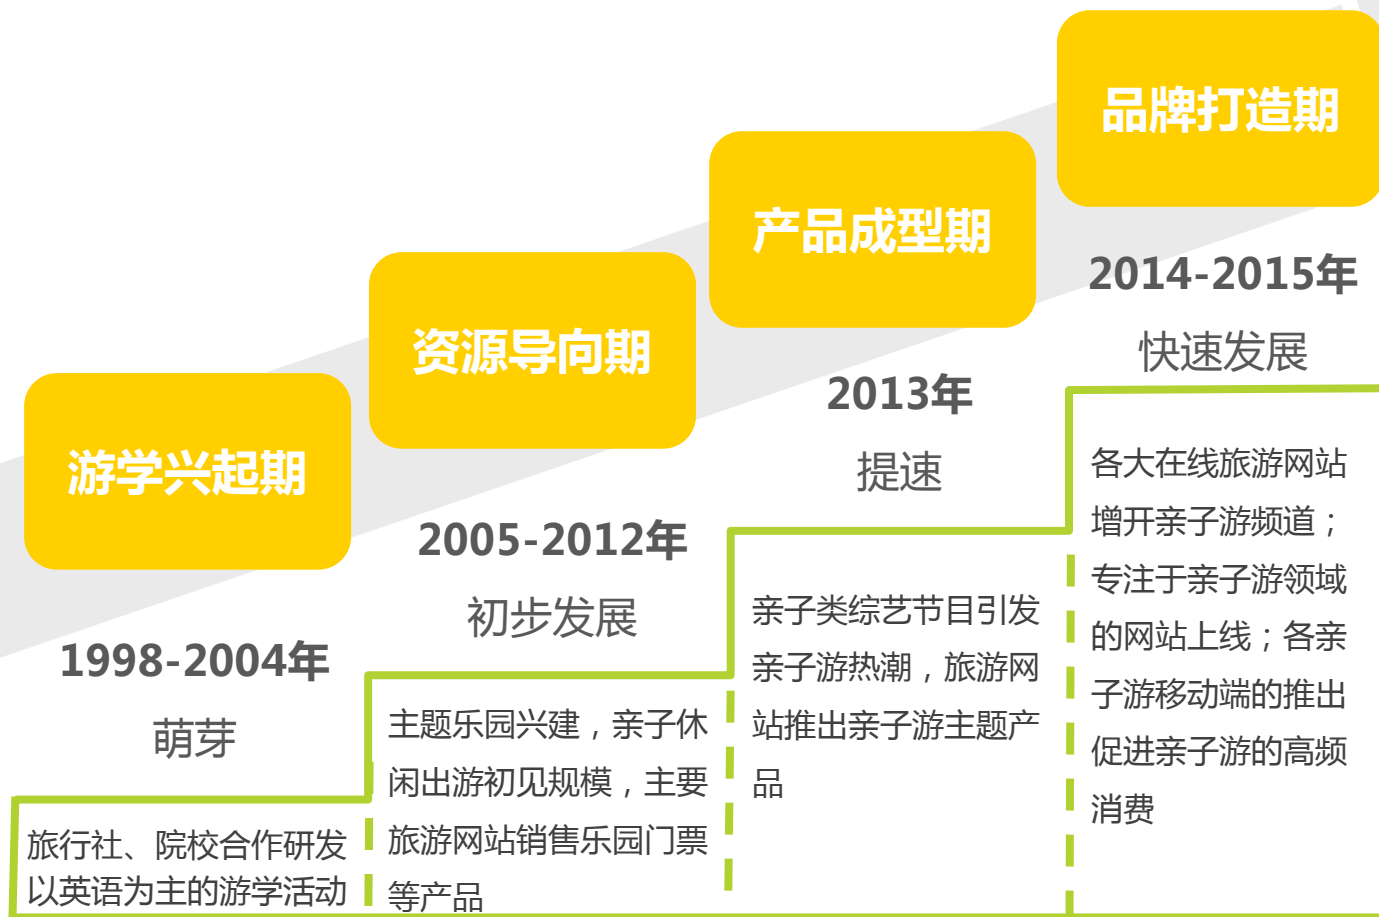 游学兴起期
1998-2004年
萌芽
旅行社、院校合作研发
以英语为主的游学活动
资源导向期
2005-2012年
初步发展
主题乐园兴建，亲子休
闲出游初见规模，主要
旅游网站销售乐园门票
等产品
产品成型期
2013年
提速
亲子类综艺节目引发
亲子游热潮，旅游网
站推出亲子游主题产
品
品牌打造期
2014-2015年
快速发展
各大在线旅游网站
增开亲子游频道；
专注于亲子游领域
的网站上线；各亲
子游移动端的推出
促进亲子游的高频
消费